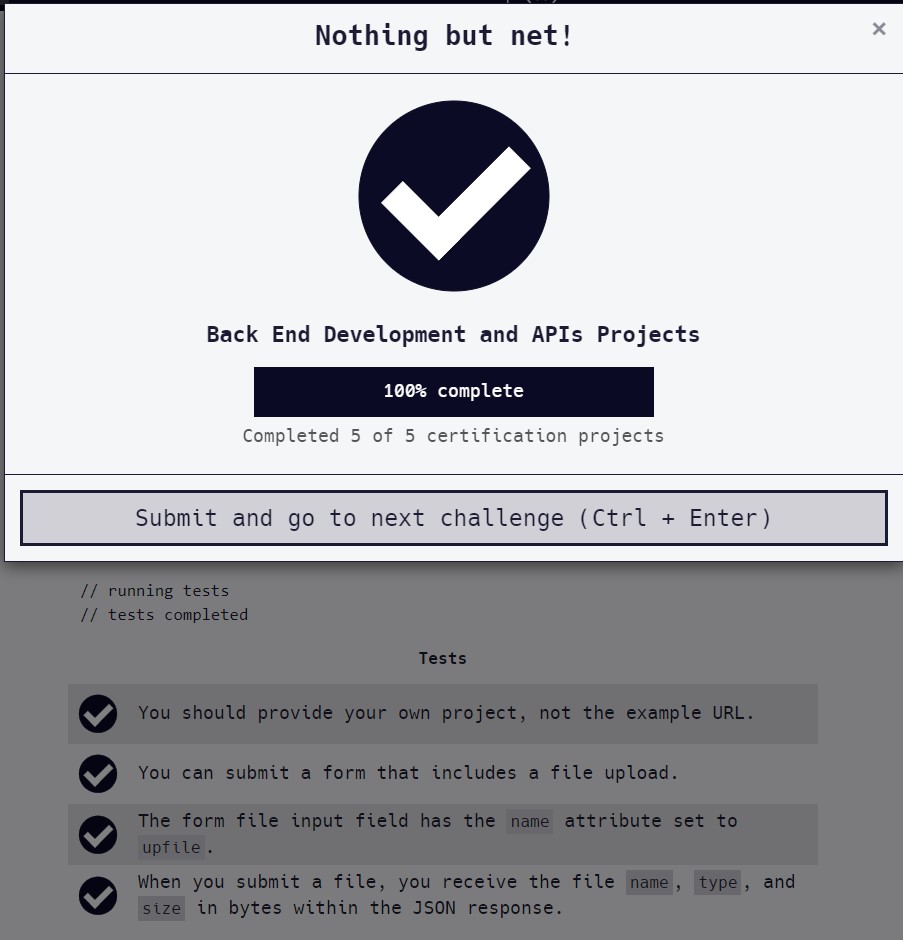 Nothing but net!
×
Back End Development and APIs Projects
100% complete
Completed 5 of 5 certification projects
Submit and go to next challenge (Ctrl + Enter)
// running tests
// tests completed
Tests
You should provide your own project, not the example URL.
You can submit a form that includes a file upload.
The form file input field has the name attribute set to
upfile.
When you submit a file, you receive the file name, type, and
size in bytes within the JSON response.